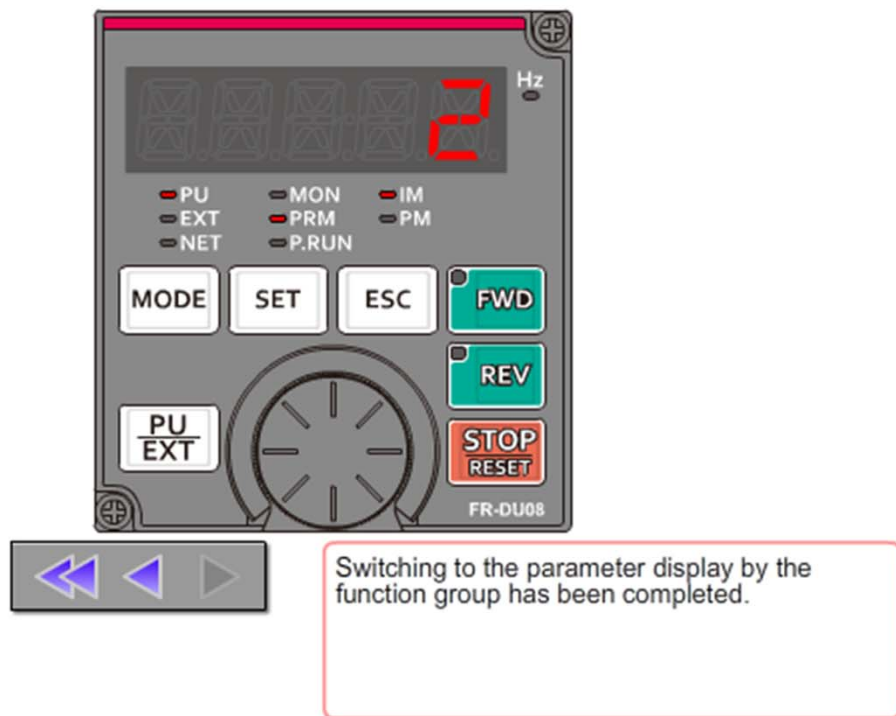 Hz
2
PU MON IM
EXT PRM PM
NET P.RUN
MODE SET ESC FWD
REV
PU
EXT
STOP
RESET
FR-DU08
Switching to the parameter display by the
function group has been completed.